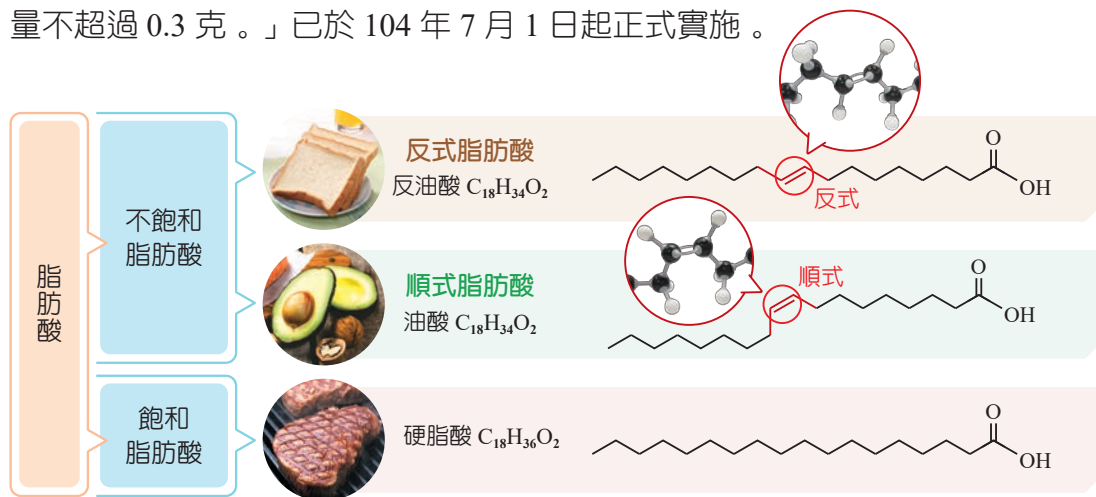 量不超過 0.3 克 。」已於 104 年 7 月 1 日起正式實施 。
脂肪酸
不飽和
脂肪酸
反式脂肪酸
反油酸 C₁₈H₃₄O₂
反式
O
OH
順式脂肪酸
油酸 C₁₈H₃₄O₂
順式
O
OH
飽和
脂肪酸
硬脂酸 C₁₈H₃₆O₂
O
OH